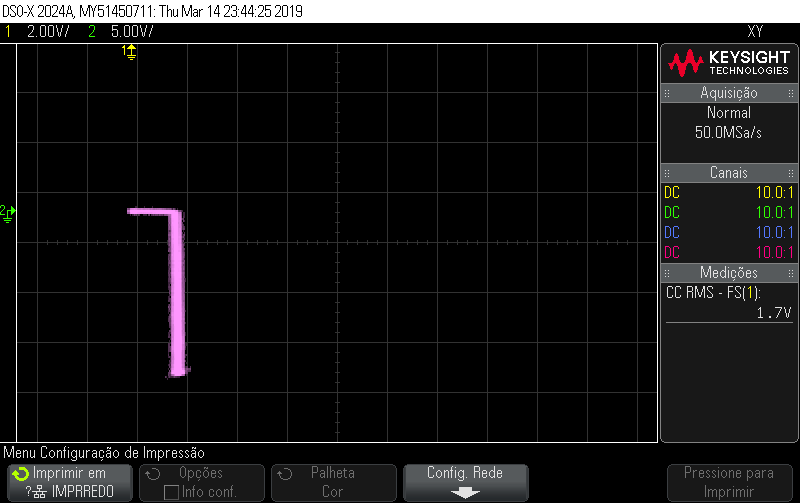 DSO-X 2024A, MY51450711: Thu Mar 14 23:44:25 2019
1 2.00V/ 2 5.00V/ XY
1
2
KEYSIGHT
TECHNOLOGIES
Aquisição
Normal
50.0MSa/s
Canais
DC 10.0:1
DC 10.0:1
DC 10.0:1
DC 10.0:1
Medições
CC RMS - FS(1):
1.7V
Menu Configuração de Impressão
Imprimir em
? IMPRREDO
Opções
Info conf.
Palheta
Cor
Config. Rede
Pressione para
Imprimir